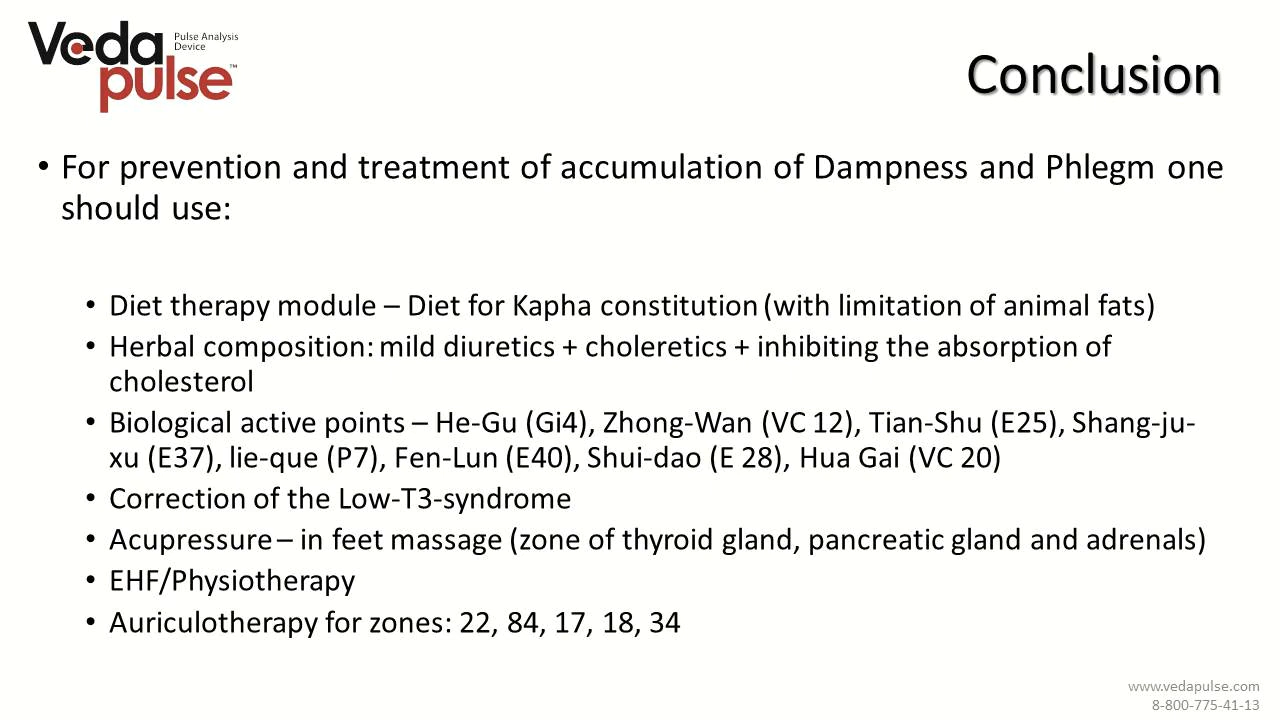 Veda
pulse™
Pulse Analysis
Device
Conclusion
• For prevention and treatment of accumulation of Dampness and Phlegm one
should use:
• Diet therapy module – Diet for Kapha constitution (with limitation of animal fats)
• Herbal composition: mild diuretics + choleretics + inhibiting the absorption of
cholesterol
• Biological active points – He-Gu (Gi4), Zhong-Wan (VC 12), Tian-Shu (E25), Shang-ju-
xu (E37), lie-que (P7), Fen-Lun (E40), Shui-dao (E 28), Hua Gai (VC 20)
• Correction of the Low-T3-syndrome
• Acupressure – in feet massage (zone of thyroid gland, pancreatic gland and adrenals)
• EHF/Physiotherapy
• Auriculotherapy for zones: 22, 84, 17, 18, 34
www.vedapulse.com
8-800-775-41-13